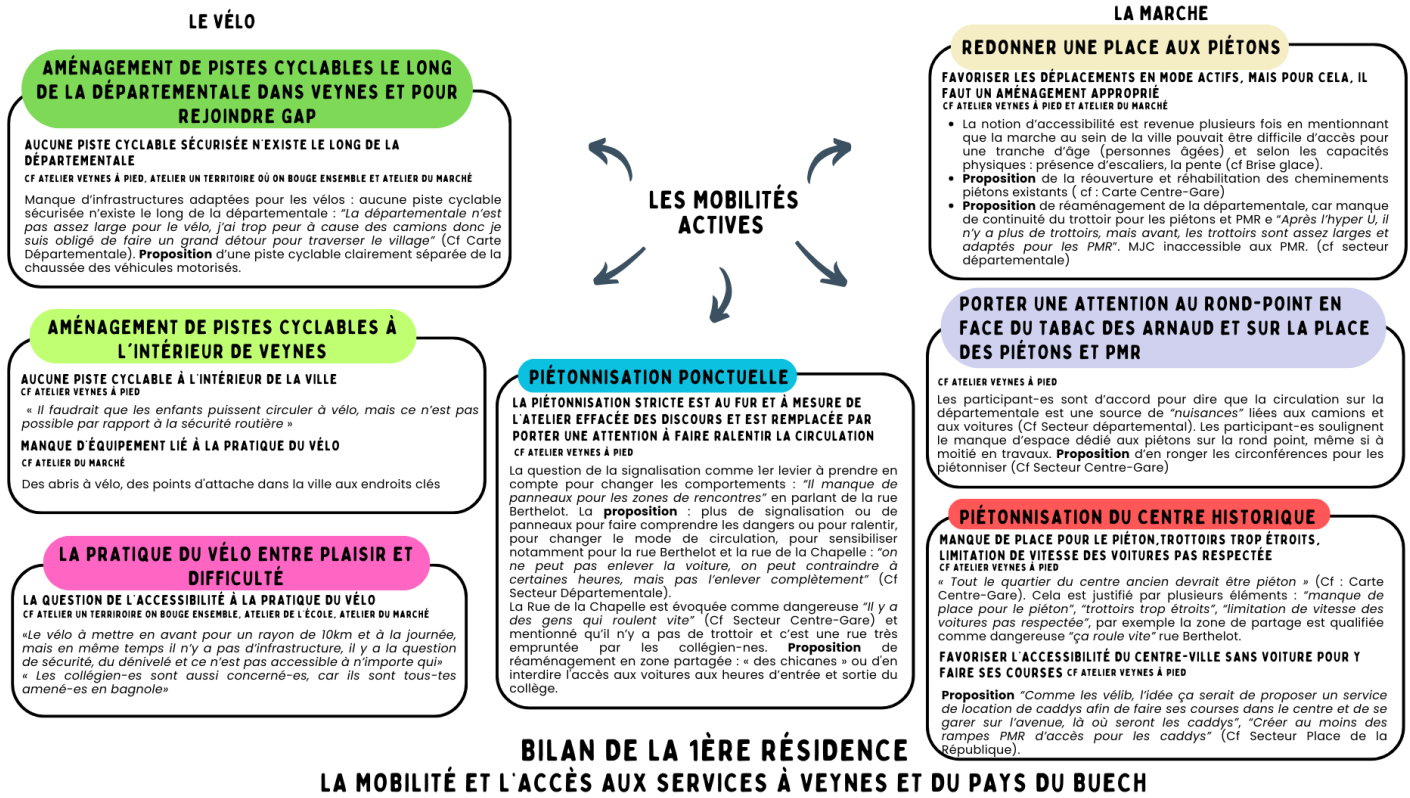 LE VÉLO
AMÉNAGEMENT DE PISTES CYCLABLES LE LONG
DE LA DÉPARTEMENTALE DANS VEYNES ET POUR
REJOINDRE GAP
AUCUNE PISTE CYCLABLE SÉCURISÉE N'EXISTE LE LONG DE LA
DÉPARTEMENTALE
CF ATELIER VEYNES À PIED, ATELIER UN TERRITOIRE OÙ ON BOUGE ENSEMBLE ET ATELIER DU MARCHÉ
Manque d'infrastructures adaptées pour les vélos : aucune piste cyclable
sécurisée n'existe le long de la départementale : "La départementale n'est
pas assez large pour le vélo, j'ai trop peur à cause des camions donc je
suis obligé de faire un grand détour pour traverser le village" (Cf Carte
Départementale). Proposition d'une piste cyclable clairement séparée de la
chaussée des véhicules motorisés.
AMÉNAGEMENT DE PISTES CYCLABLES À
L'INTÉRIEUR DE VEYNES
AUCUNE PISTE CYCLABLE À L'INTÉRIEUR DE LA VILLE
CF ATELIER VEYNES À PIED
« Il faudrait que les enfants puissent circuler à vélo, mais ce n'est pas
possible par rapport à la sécurité routière »
MANQUE D'ÉQUIPEMENT LIÉ À LA PRATIQUE DU VÉLO
CF ATELIER DU MARCHÉ
Des abris à vélo, des points d'attache dans la ville aux endroits clés
LA PRATIQUE DU VÉLO ENTRE PLAISIR ET
DIFFICULTÉ
LA QUESTION DE L'ACCESSIBILITÉ À LA PRATIQUE DU VÉLO
CF ATELIER UN TERRIROIRE ON BOUGE ENSEMBLE, ATELIER DE L'ÉCOLE, ATELIER DU MARCHÉ
«Le vélo à mettre en avant pour un rayon de 10km et à la journée,
mais en même temps il n'y a pas d'infrastructure, il y a la question
de sécurité, du dénivelé et ce n'est pas accessible à n'importe qui»
« Les collégien-es sont aussi concerné-es, car ils sont tous-tes
amené-es en bagnole»
LES MOBILITÉS
ACTIVES
PIÉTONNISATION PONCTUELLE
LA PIÉTONNISATION STRICTE EST AU FUR ET À MESURE DE
L'ATELIER EFFACÉE DES DISCOURS ET EST REMPLACÉE PAR
PORTER UNE ATTENTION À FAIRE RALENTIR LA CIRCULATION
CF ATELIER VEYNES À PIED
La question de la signalisation comme 1er levier à prendre en
compte pour changer les comportements : "Il manque de
panneaux pour les zones de rencontres" en parlant de la rue
Berthelot. La proposition : plus de signalisation ou de
panneaux pour faire comprendre les dangers ou pour ralentir,
pour changer le mode de circulation, pour sensibiliser
notamment pour la rue Berthelot et la rue de la Chapelle : "on
ne peut pas enlever la voiture, on peut contraindre à
certaines heures, mais pas l'enlever complètement" (Cf
Secteur Départementale).
La Rue de la Chapelle est évoquée comme dangereuse "Il y a
des gens qui roulent vite" (Cf Secteur Centre-Gare) et
mentionné qu'il n'y a pas de trottoir et c'est une rue très
empruntée par les collégien-nes. Proposition de
réaménagement en zone partagée : « des chicanes » ou d'en
interdire l'accès aux voitures aux heures d'entrée et sortie du
collège.
LA MARCHE
REDONNER UNE PLACE AUX PIÉTONS
FAVORISER LES DÉPLACEMENTS EN MODE ACTIFS, MAIS POUR CELA, IL
FAUT UN AMÉNAGEMENT APPROPRIÉ
CF ATELIER VEYNES À PIED ET ATELIER DU MARCHÉ
• La notion d'accessibilité est revenue plusieurs fois en mentionnant
que la marche au sein de la ville pouvait être difficile d'accès pour
une tranche d'âge (personnes âgées) et selon les capacités
physiques : présence d'escaliers, la pente (cf Brise glace).
• Proposition de la réouverture et réhabilitation des cheminements
piétons existants ( cf : Carte Centre-Gare)
• Proposition de réaménagement de la départementale, car manque
de continuité du trottoir pour les piétons et PMR e "Après l'hyper U, il
n'y a plus de trottoirs, mais avant, les trottoirs sont assez larges et
adaptés pour les PMR". MJC inaccessible aux PMR. (cf secteur
départementale)
PORTER UNE ATTENTION AU ROND-POINT EN
FACE DU TABAC DES ARNAUD ET SUR LA PLACE
DES PIÉTONS ET PMR
CF ATELIER VEYNES À PIED
Les participant-es sont d'accord pour dire que la circulation sur la
départementale est une source de "nuisances" liées aux camions et
aux voitures (Cf Secteur départemental). Les participant-es soulignent
le manque d'espace dédié aux piétons sur la rond point, même si à
moitié en travaux. Proposition d'en ronger les circonférences pour les
piétonniser (Cf Secteur Centre-Gare)
PIÉTONNISATION DU CENTRE HISTORIQUE
MANQUE DE PLACE POUR LE PIÉTON,TROTTOIRS TROP ÉTROITS,
LIMITATION DE VITESSE DES VOITURES PAS RESPECTÉE
CF ATELIER VEYNES À PIED
« Tout le quartier du centre ancien devrait être piéton » (Cf : Carte
Centre-Gare). Cela est justifié par plusieurs éléments : "manque de
place pour le piéton", "trottoirs trop étroits", "limitation de vitesse des
voitures pas respectée", par exemple la zone de partage est qualifiée
comme dangereuse "ça roule vite" rue Berthelot.
FAVORISER L'ACCESSIBILITÉ DU CENTRE-VILLE SANS VOITURE POUR Y
FAIRE SES COURSES CF ATELIER VEYNES À PIED
Proposition "Comme les vélib, l'idée ça serait de proposer un service
de location de caddys afin de faire ses courses dans le centre et de se
garer sur l'avenue, là où seront les caddys", "Créer au moins des
rampes PMR d'accès pour les caddys" (Cf Secteur Place de la
République).
BILAN DE LA 1ÈRE RÉSIDENCE
LA MOBILITÉ ET L'ACCÈS AUX SERVICES À VEYNES ET DU PAYS DU BUECH